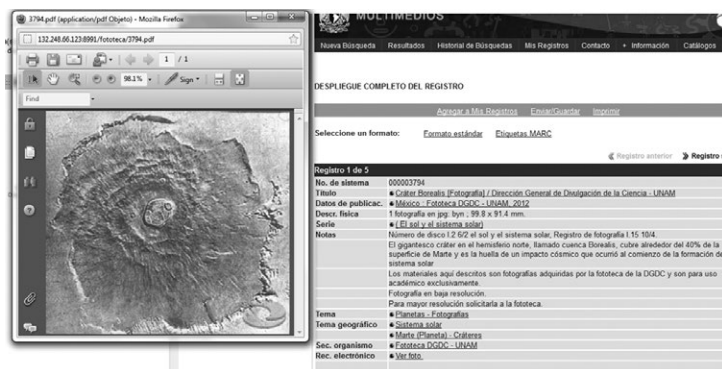 3794.pdf (application/pdf Objeto) - Mozilla Firefox
132.248.66.123:8991/fototeca/3794.pdf
1 / 1
98.1%
Sign
Find
MULTIMEDIOS
Nueva Búsqueda Resultados Historial de Búsquedas Mis Registros Contacto + Información Catálogos
DESPLIEGUE COMPLETO DEL REGISTRO
Agregar a Mis Registros Enviar/Guardar Imprimir
Seleccione un formato: Formato estándar Etiquetas MARC
Registro anterior Registro
Registro 1 de 5
No. de sistema 000003794
Título Cráter Borealis [Fotografía] / Dirección General de Divulgación de la Ciencia - UNAM
Datos de publicac. México : Fototeca DGDC - UNAM, 2012
Descr. física 1 fotografía en jpg: byn ; 99.8 x 91.4 mm.
Serie ( El sol y el sistema solar)
Notas Número de disco I.2 6/2 el sol y el sistema solar, Registro de fotografía I.15 10/4.
El gigantesco cráter en el hemisferio norte, llamado cuenca Borealis, cubre alrededor del 40% de la
superficie de Marte y es la huella de un impacto cósmico que ocurrió al comienzo de la formación de
sistema solar
Los materiales aquí descritos son fotografías adquiridas por la fototeca de la DGDC y son para uso
académico exclusivamente.
Fotografía en baja resolución.
Para mayor resolución solicitarla a la fototeca.
Tema Planetas - Fotografías
Tema geográfico Sistema solar
Marte (Planeta) - Cráteres
Sec. organismo Fototeca DGDC - UNAM
Rec. electrónico Ver foto.